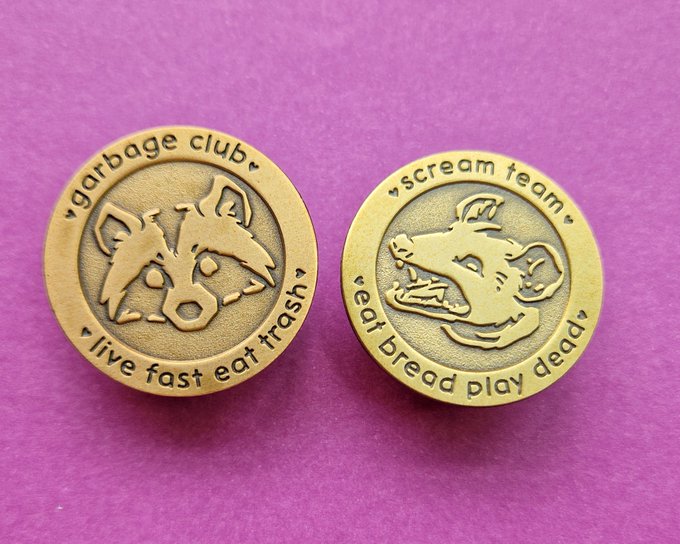 ♥garbage club♥
♥live fast eat trash♥
♥scream team♥
♥eat bread play dead♥